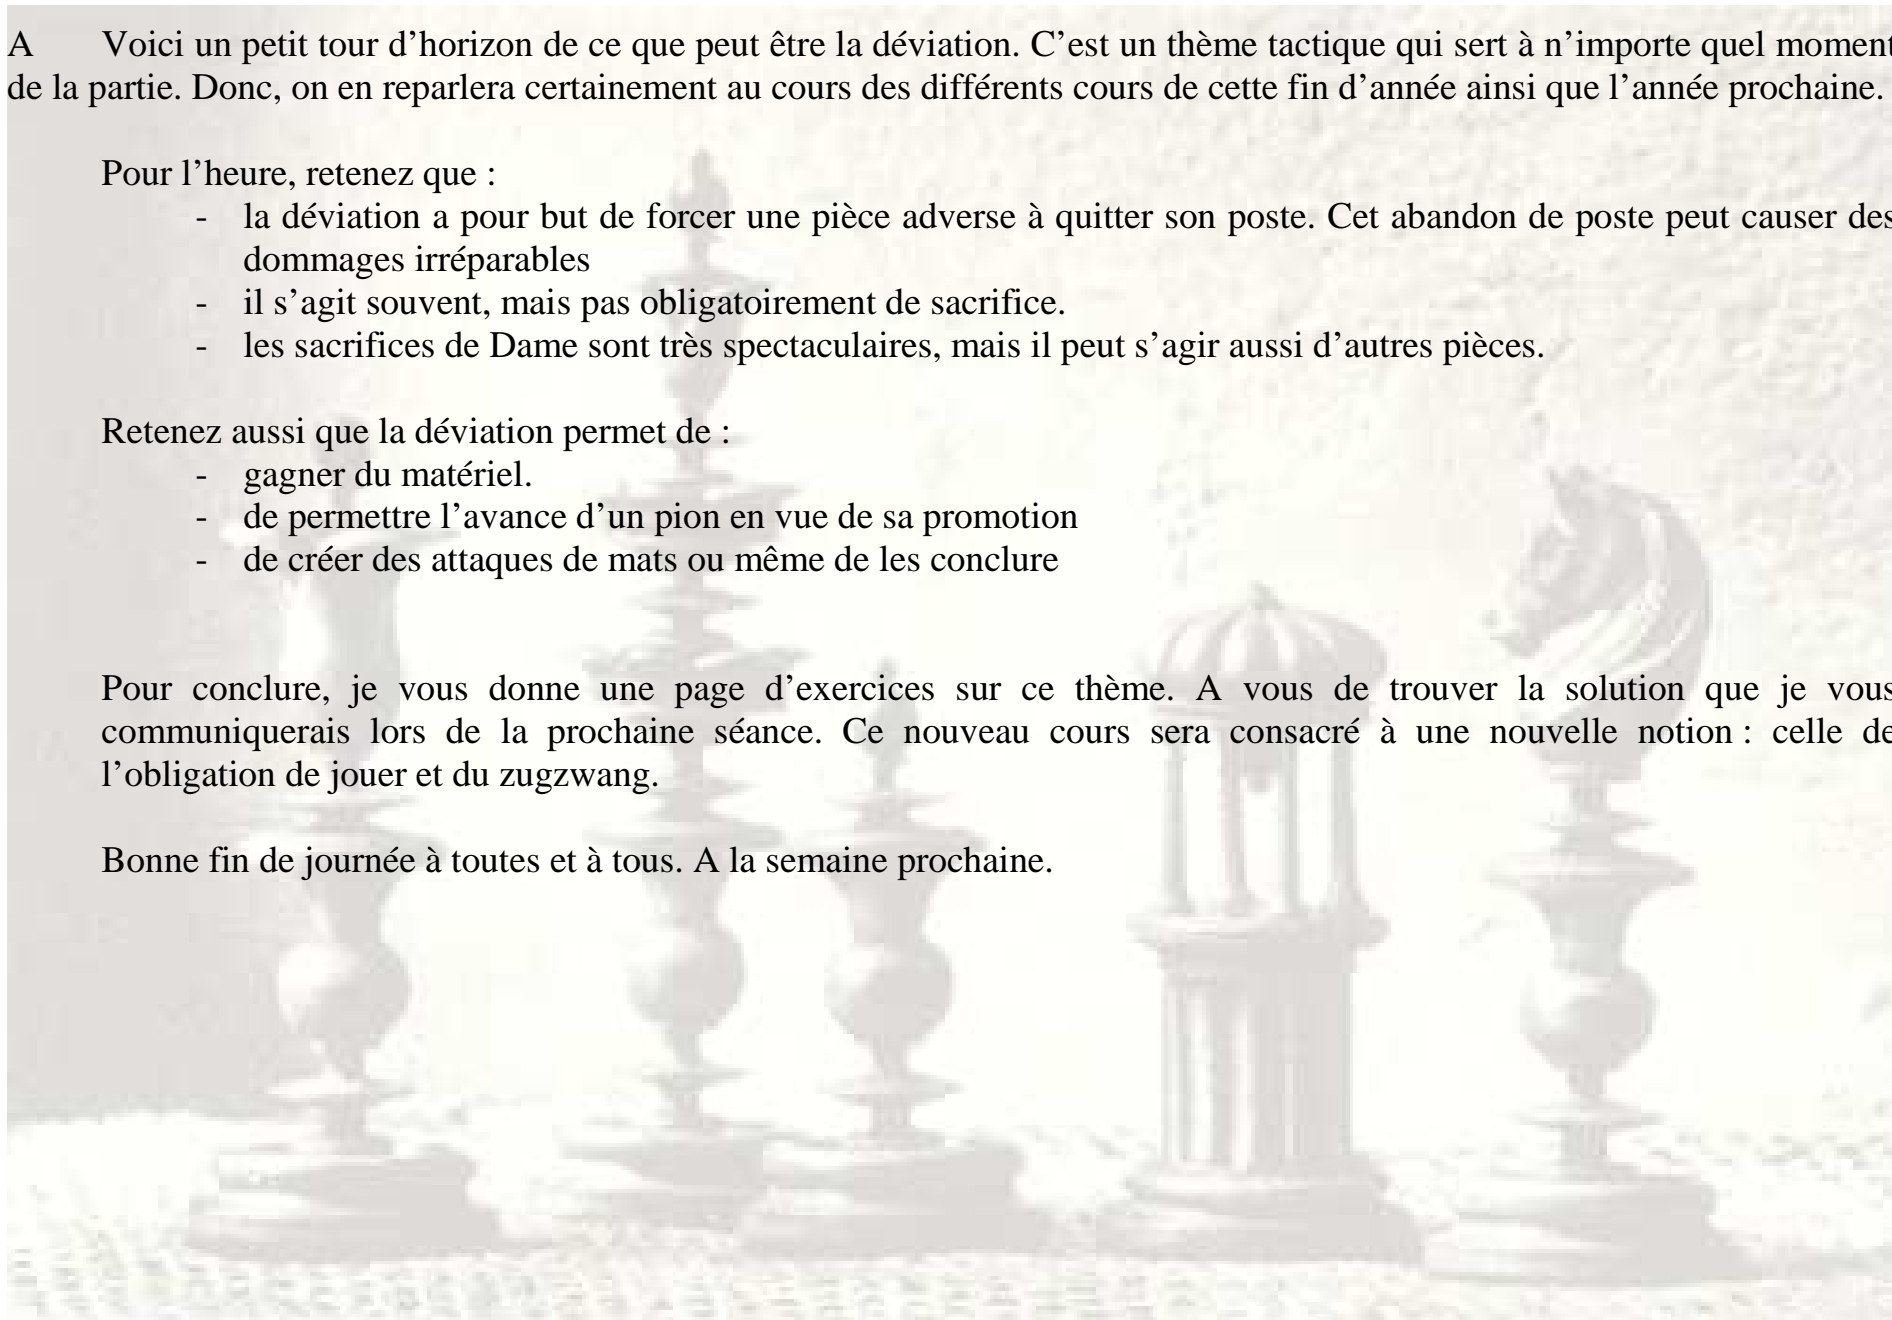 A Voici un petit tour d’horizon de ce que peut être la déviation. C’est un thème tactique qui sert à n’importe quel moment
de la partie. Donc, on en reparlera certainement au cours des différents cours de cette fin d’année ainsi que l’année prochaine.
Pour l’heure, retenez que :
- la déviation a pour but de forcer une pièce adverse à quitter son poste. Cet abandon de poste peut causer des
dommages irréparables
- il s’agit souvent, mais pas obligatoirement de sacrifice.
- les sacrifices de Dame sont très spectaculaires, mais il peut s’agir aussi d’autres pièces.
Retenez aussi que la déviation permet de :
- gagner du matériel.
- de permettre l’avance d’un pion en vue de sa promotion
- de créer des attaques de mats ou même de les conclure
Pour conclure, je vous donne une page d’exercices sur ce thème. A vous de trouver la solution que je vous
communiquerais lors de la prochaine séance. Ce nouveau cours sera consacré à une nouvelle notion : celle de
l’obligation de jouer et du zugzwang.
Bonne fin de journée à toutes et à tous. A la semaine prochaine.